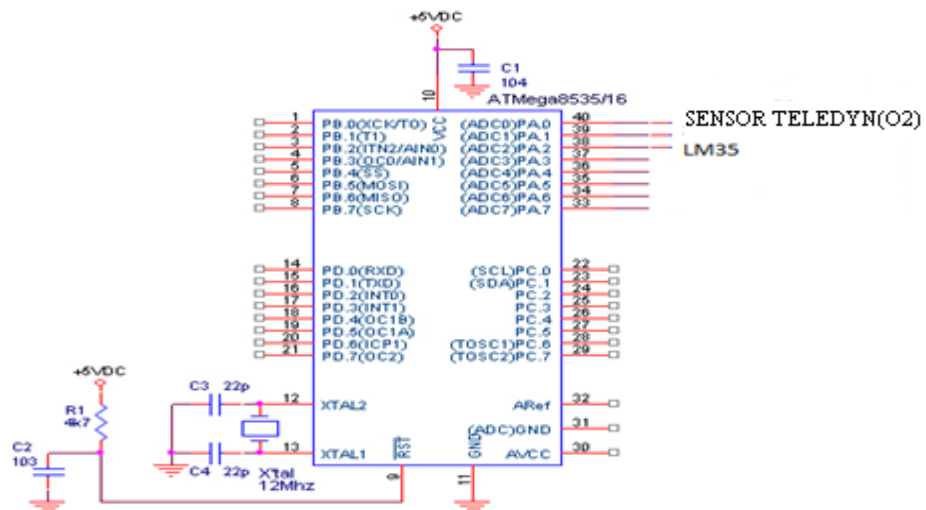 +5VDC
C1
104
10
ATMega8535/16
VCC
1 PB.0(XCK/TO) (ADC0)PA.0 40 SENSOR TELEDYN(O2)
2 PB.1(T1) (ADC1)PA.1 39
3 PB.2(ITN2/AIN0) (ADC2)PA.2 38 LM35
4 PB.3(OC0/AIN1) (ADC3)PA.3 37
5 PB.4(SS) (ADC4)PA.4 36
6 PB.5(MOSI) (ADC5)PA.5 35
7 PB.6(MISO) (ADC6)PA.6 34
8 PB.7(SCK) (ADC7)PA.7 33
14 PD.0(RXD) (SCL)PC.0 22
15 PD.1(TXD) (SDA)PC.1 23
16 PD.2(INT0) PC.2 24
17 PD.3(INT1) PC.3 25
18 PD.4(OC1B) PC.4 26
19 PD.5(OC1A) PC.5 27
20 PD.6(ICP1) (TOSC1)PC.6 28
21 PD.7(OC2) (TOSC2)PC.7 29
+5VDC
C3 22p
12 XTAL2 ARef 32
R1
4k7
(ADC)GND 31
C2
103
13 XTAL1 RST GND AVCC 30
C4 22p
Xtal
12Mhz
9
11